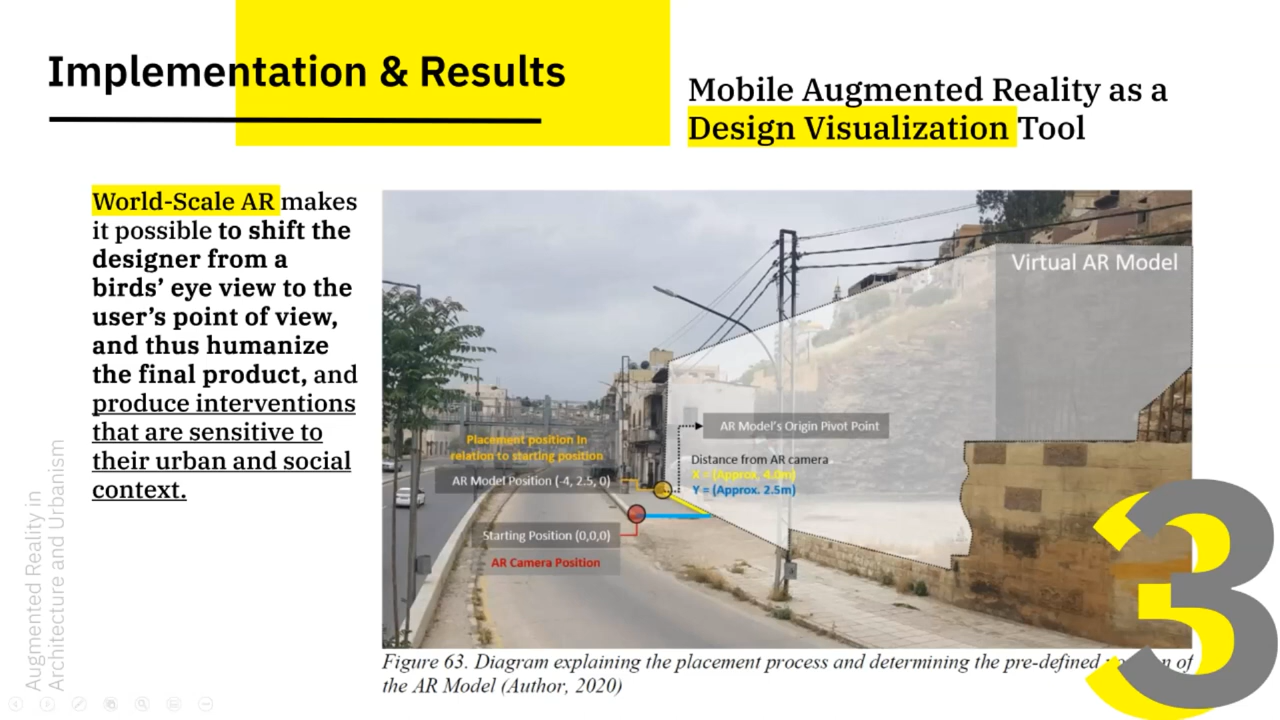 Implementation & Results
Mobile Augmented Reality as a
Design Visualization Tool
World-Scale AR makes
it possible to shift the
designer from a
birds' eye view to the
user's point of view,
and thus humanize
the final product, and
produce interventions
that are sensitive to
their urban and social
context.
Virtual AR Model
AR Model's Origin Pivot Point
Placement position in
relation to starting position
AR Model Position (-4, 2.5, 0)
Distance from AR camera
X = (Approx. 4.0m)
Y = (Approx. 2.5m)
Starting Position (0,0,0)
AR Camera Position
Figure 63. Diagram explaining the placement process and determining the pre-defined of
the AR Model (Author, 2020)
Augmented Reality in
Architecture and Urbanism
3